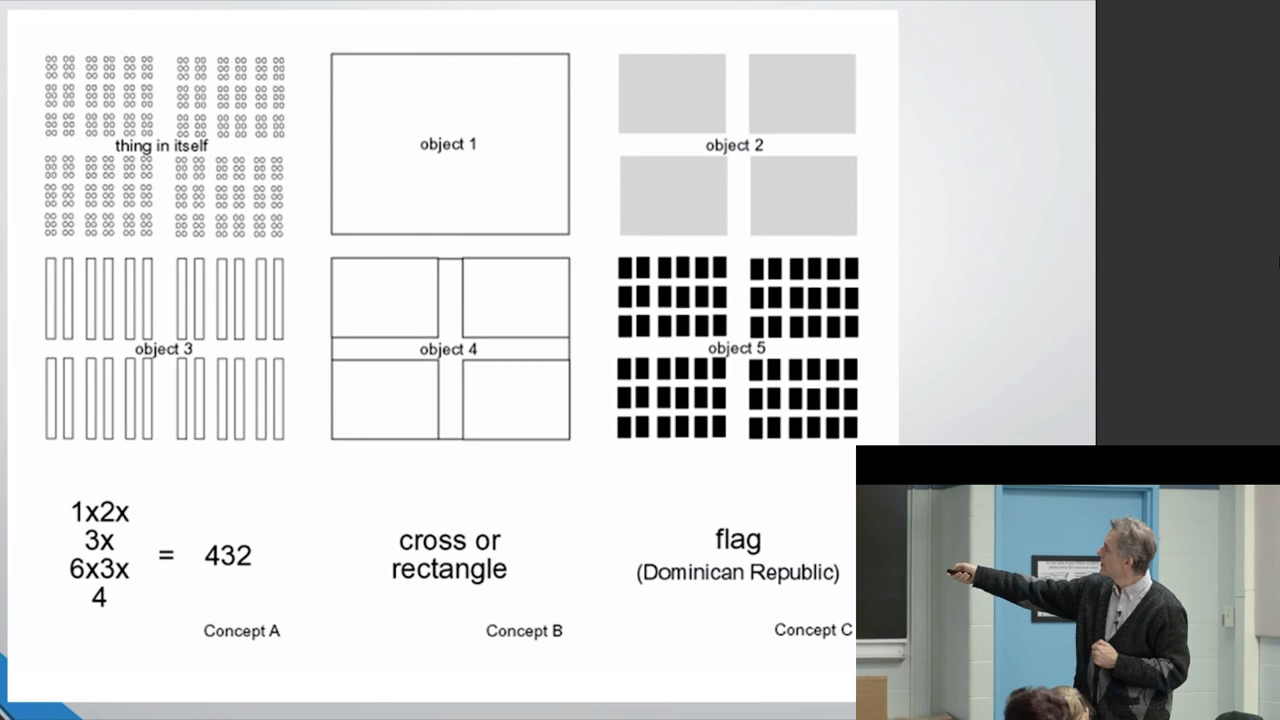 thing in itself
object 1
object 2
object 3
object 4
object 5
1x2x
3x
6x3x
4
= 432
Concept A
cross or
rectangle
Concept B
flag
(Dominican Republic)
Concept C